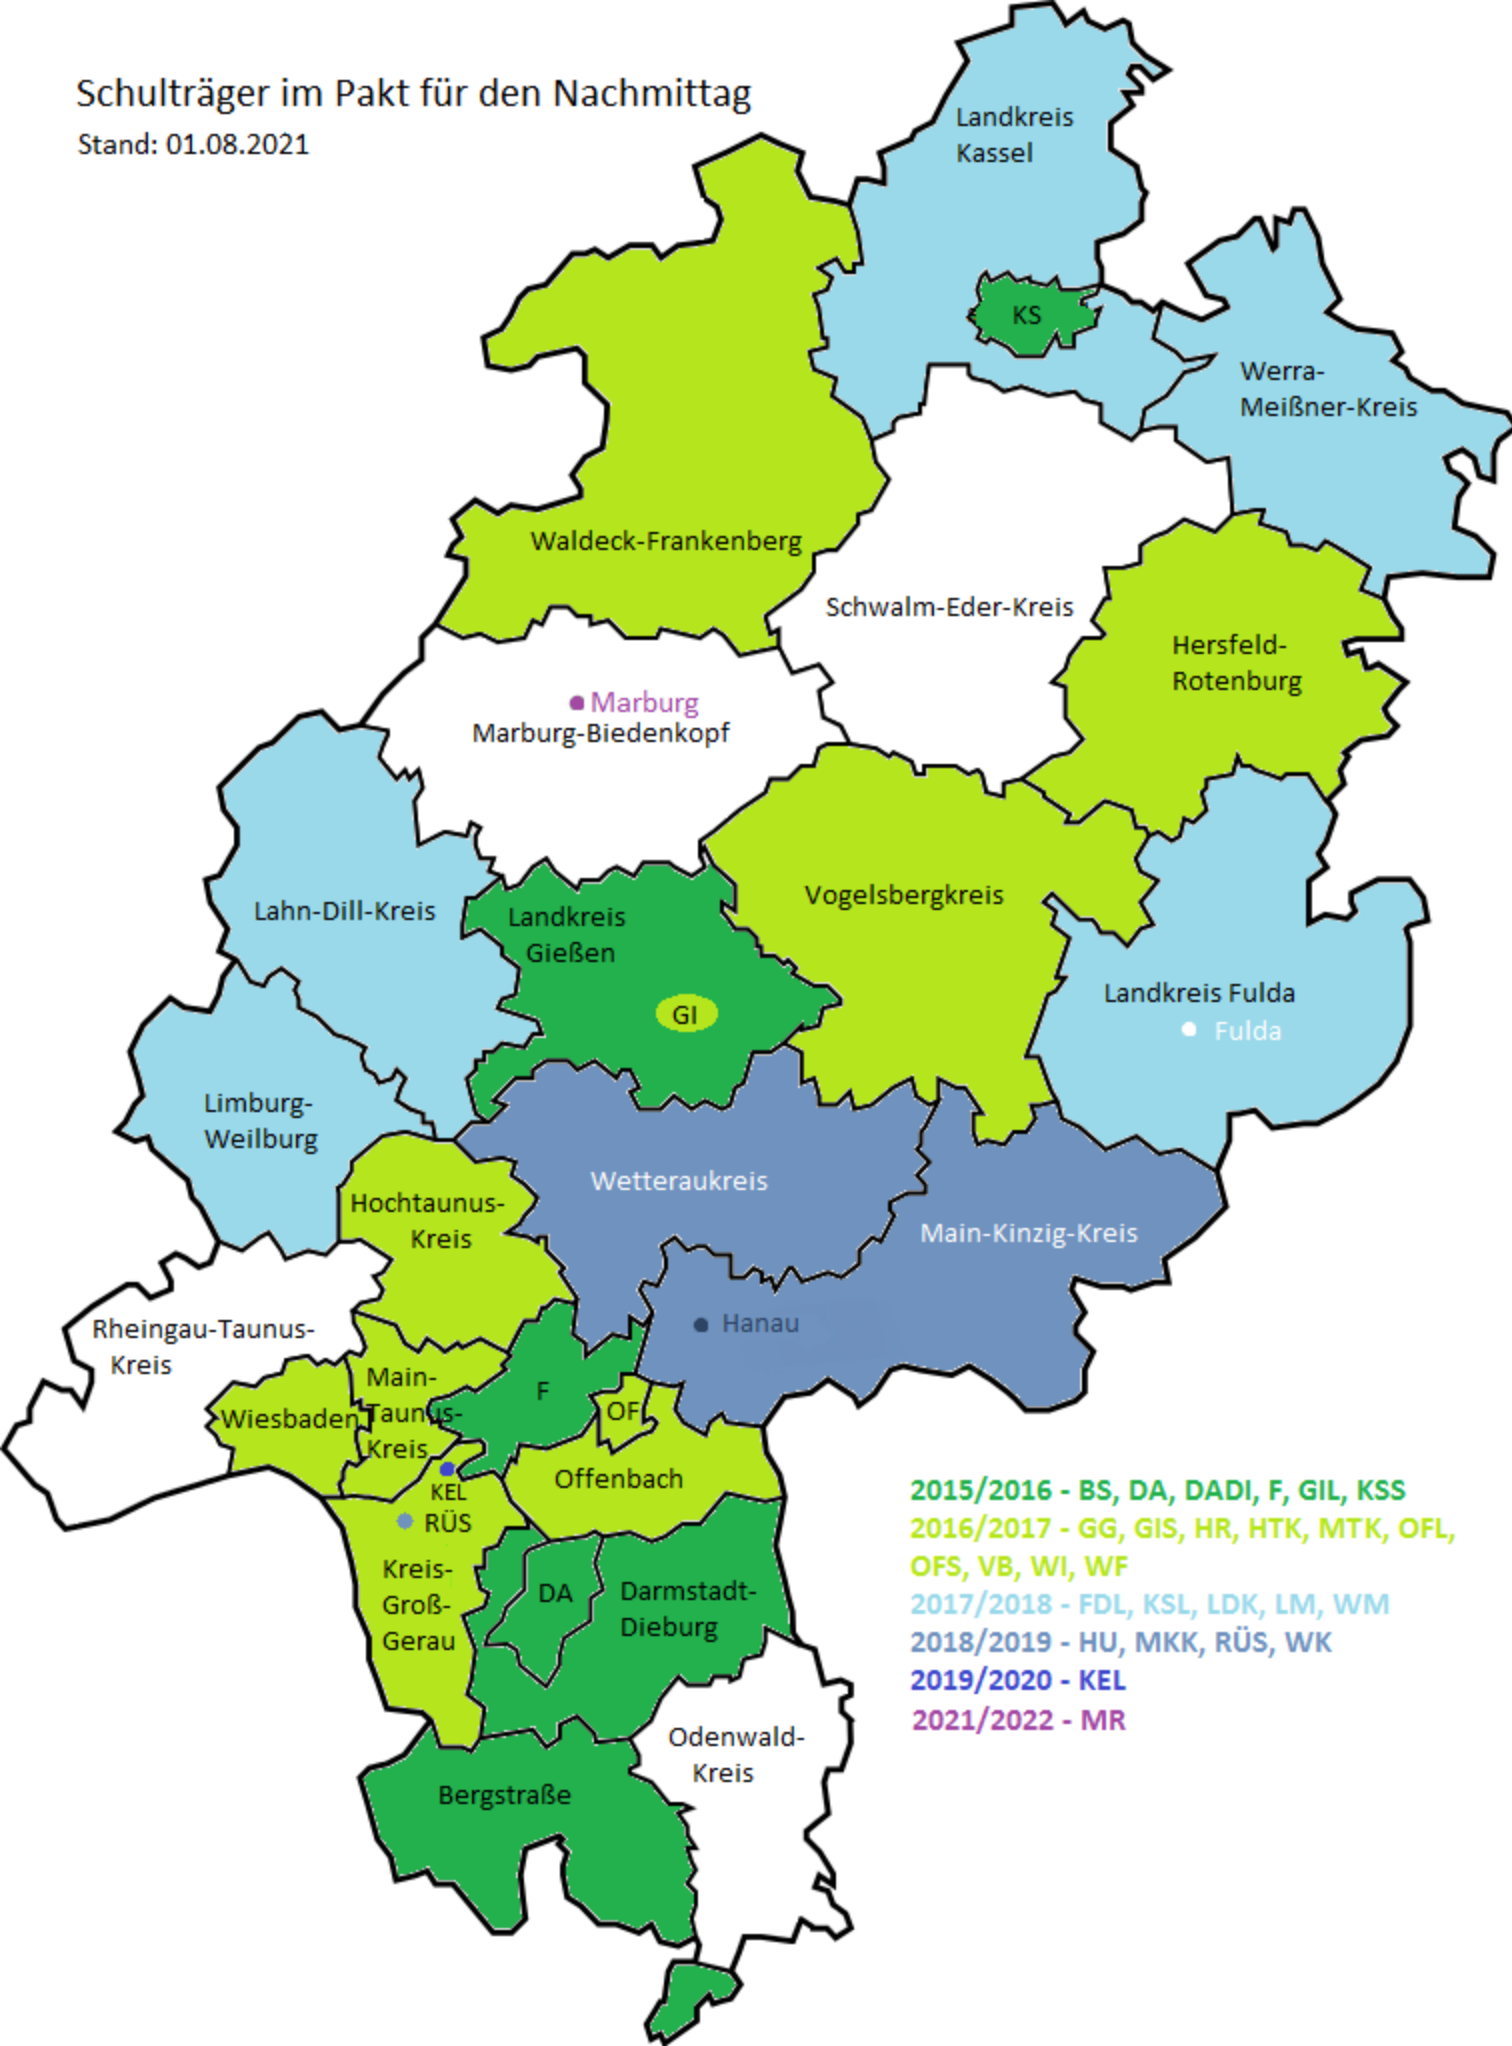 Schulträger im Pakt für den Nachmittag
Stand: 01.08.2021
Landkreis
Kassel
KS
Werra-
Meißner-Kreis
Waldeck-Frankenberg
Schwalm-Eder-Kreis
Hersfeld-
Rotenburg
Marburg
Marburg-Biedenkopf
Vogelsbergkreis
Lahn-Dill-Kreis
Landkreis
Gießen
GI
Landkreis Fulda
Fulda
Limburg-
Weilburg
Wetteraukreis
Hochtaunus-
Kreis
Main-Kinzig-Kreis
Hanau
Rheingau-Taunus-
Kreis
Main-
Taunus-
Kreis
Wiesbaden
F
OF
Offenbach
KEL
RÜS
Kreis-
Groß-
Gerau
DA
Darmstadt-
Dieburg
Odenwald-
Kreis
Bergstraße
2015/2016 - BS, DA, DADI, F, GIL, KSS
2016/2017 - GG, GIS, HR, HTK, MTK, OFL,
OFS, VB, WI, WF
2017/2018 - FDL, KSL, LDK, LM, WM
2018/2019 - HU, MKK, RÜS, WK
2019/2020 - KEL
2021/2022 - MR